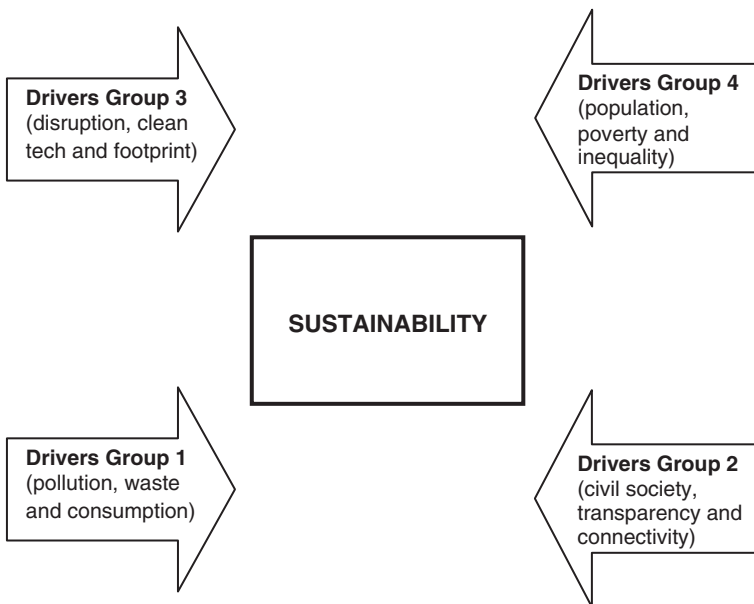 Drivers Group 3
(disruption, clean
tech and footprint)
Drivers Group 4
(population,
poverty and
inequality)
SUSTAINABILITY
Drivers Group 1
(pollution, waste
and consumption)
Drivers Group 2
(civil society,
transparency and
connectivity)